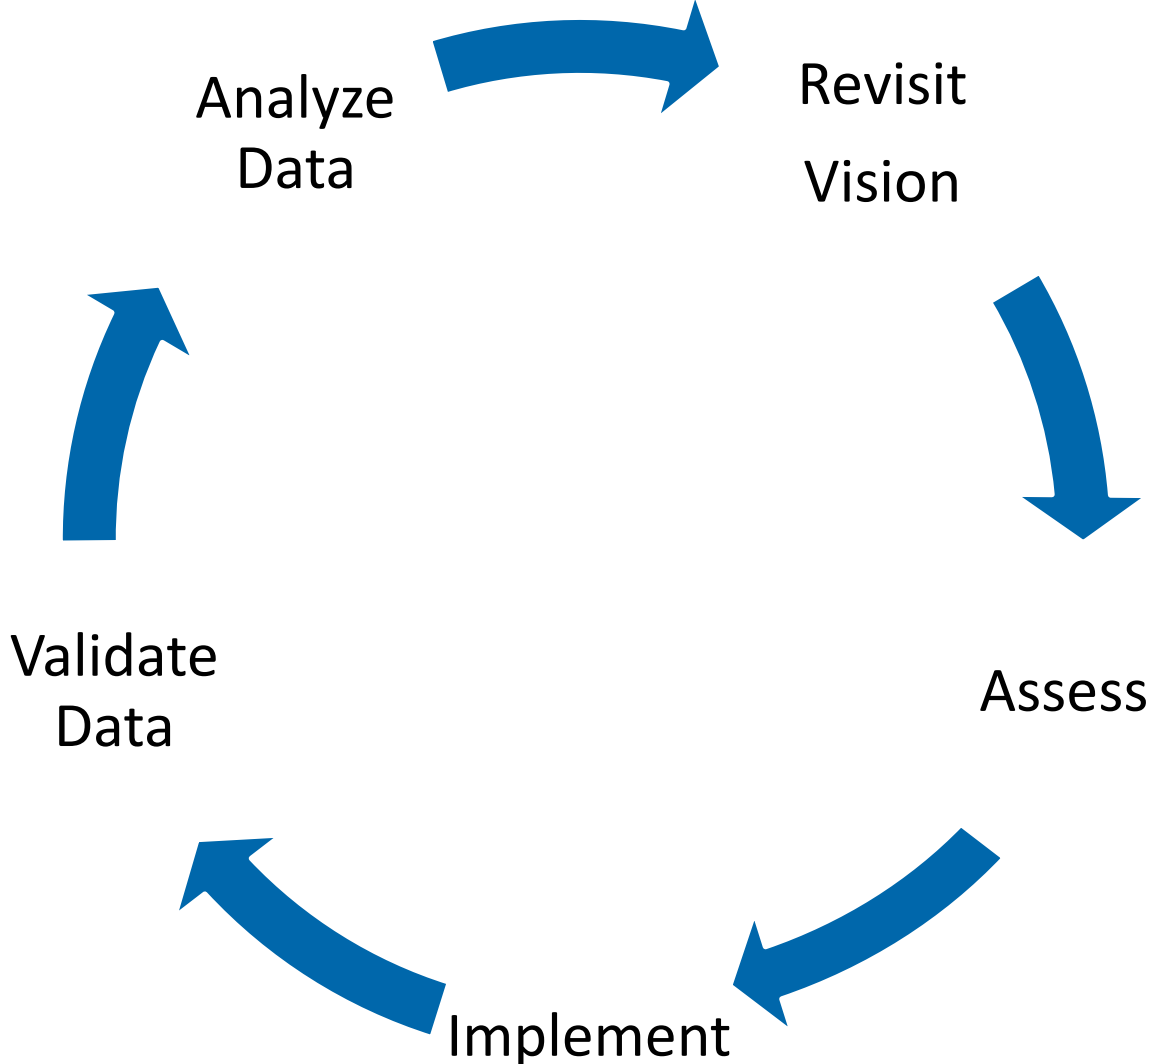 Analyze
Data
Revisit
Vision
Assess
Implement
Validate
Data